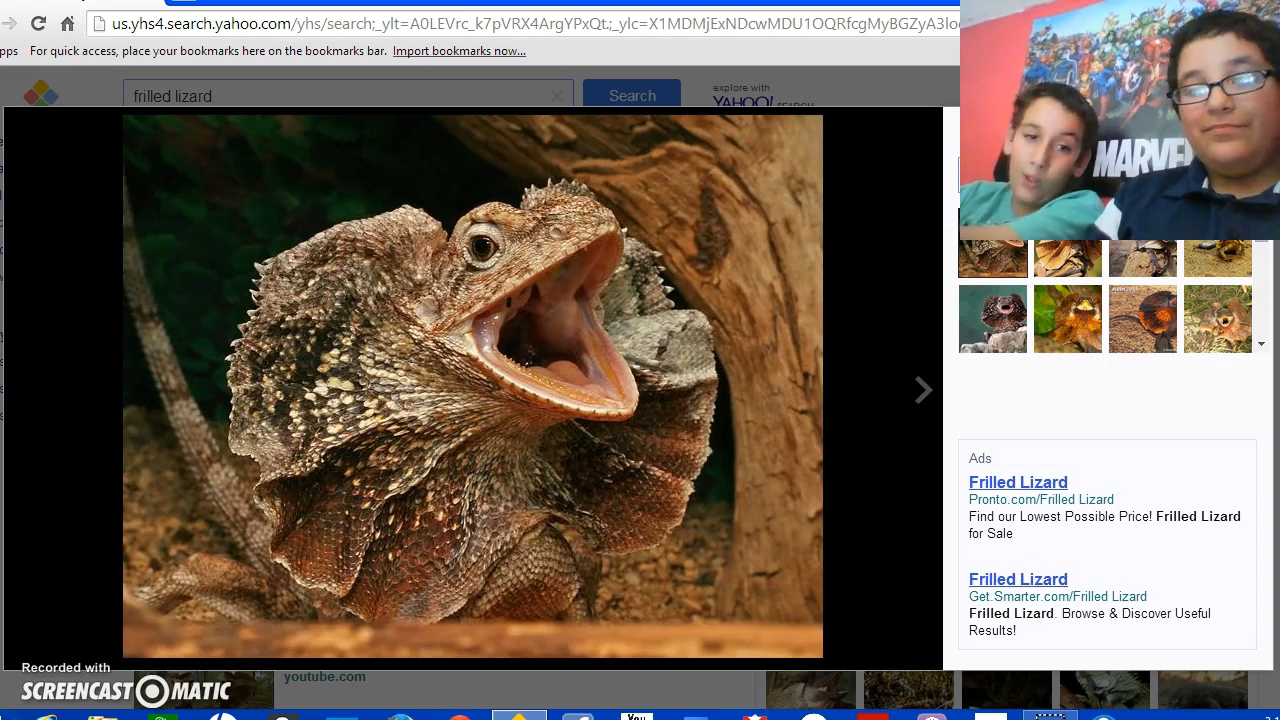 us.yhs4.search.yahoo.com/yhs/search;_ylt=A0LEVrc_k7pVRX4ArgYPxQt.;_ylc=X1MDMjExNDcwMDU1OQRfcgMyBGZyA3lo
For quick access, place your bookmarks here on the bookmarks bar. Import bookmarks now...
MARVEL
frilled lizard
Search
explore with
YAHOO! SEARCH
Ads
Frilled Lizard
Pronto.com/Frilled Lizard
Find our Lowest Possible Price! Frilled Lizard
for Sale
Frilled Lizard
Get.Smarter.com/Frilled Lizard
Frilled Lizard. Browse & Discover Useful
Results!
Recorded with
SCREENCAST-O-MATIC
youtube.com
You